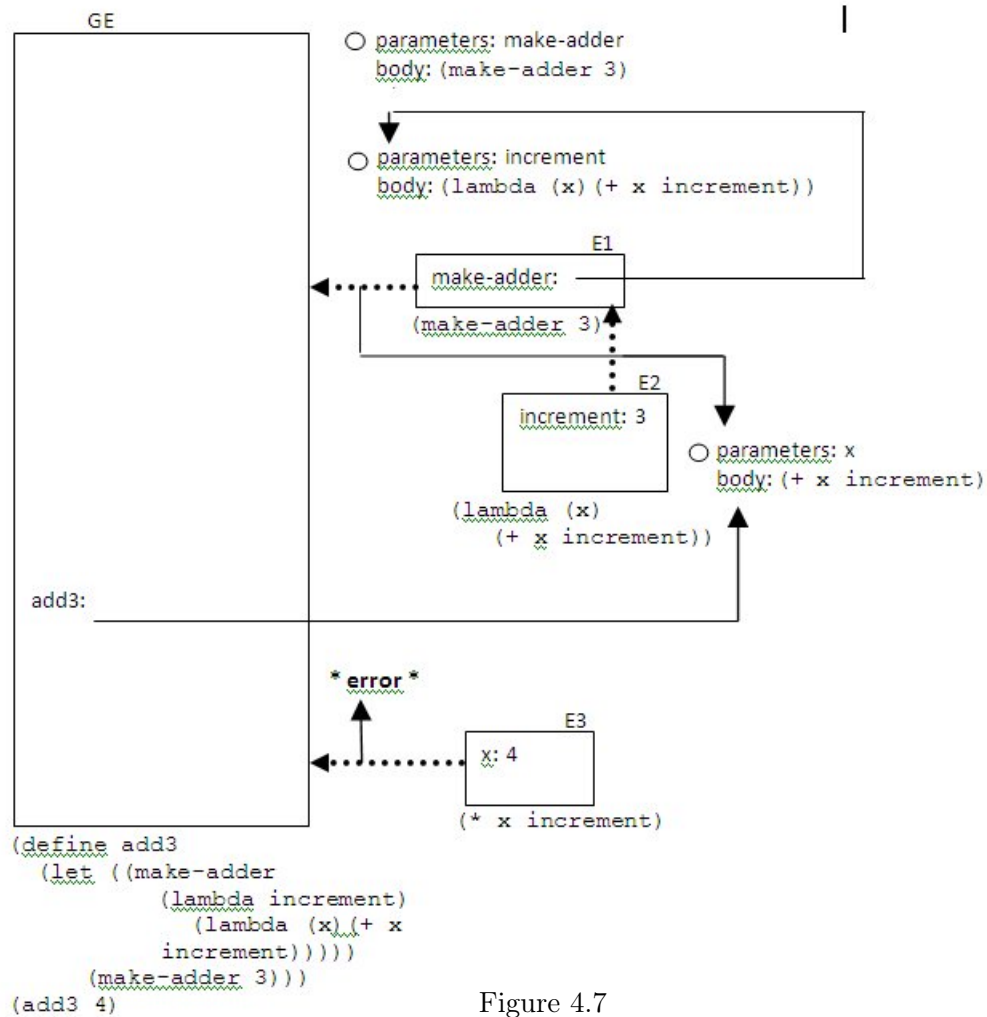 GE
parameters: make-adder
body: (make-adder 3)
parameters: increment
body: (lambda (x)(+ x increment))
E1
make-adder:
(make-adder 3)
E2
increment: 3
parameters: x
body: (+ x increment)
(lambda (x)
(+ x increment))
add3:
* error *
E3
x: 4
(* x increment)
(define add3
(let ((make-adder
(lambda increment)
(lambda (x)(+ x
increment)))))
(make-adder 3)))
(add3 4)
Figure 4.7